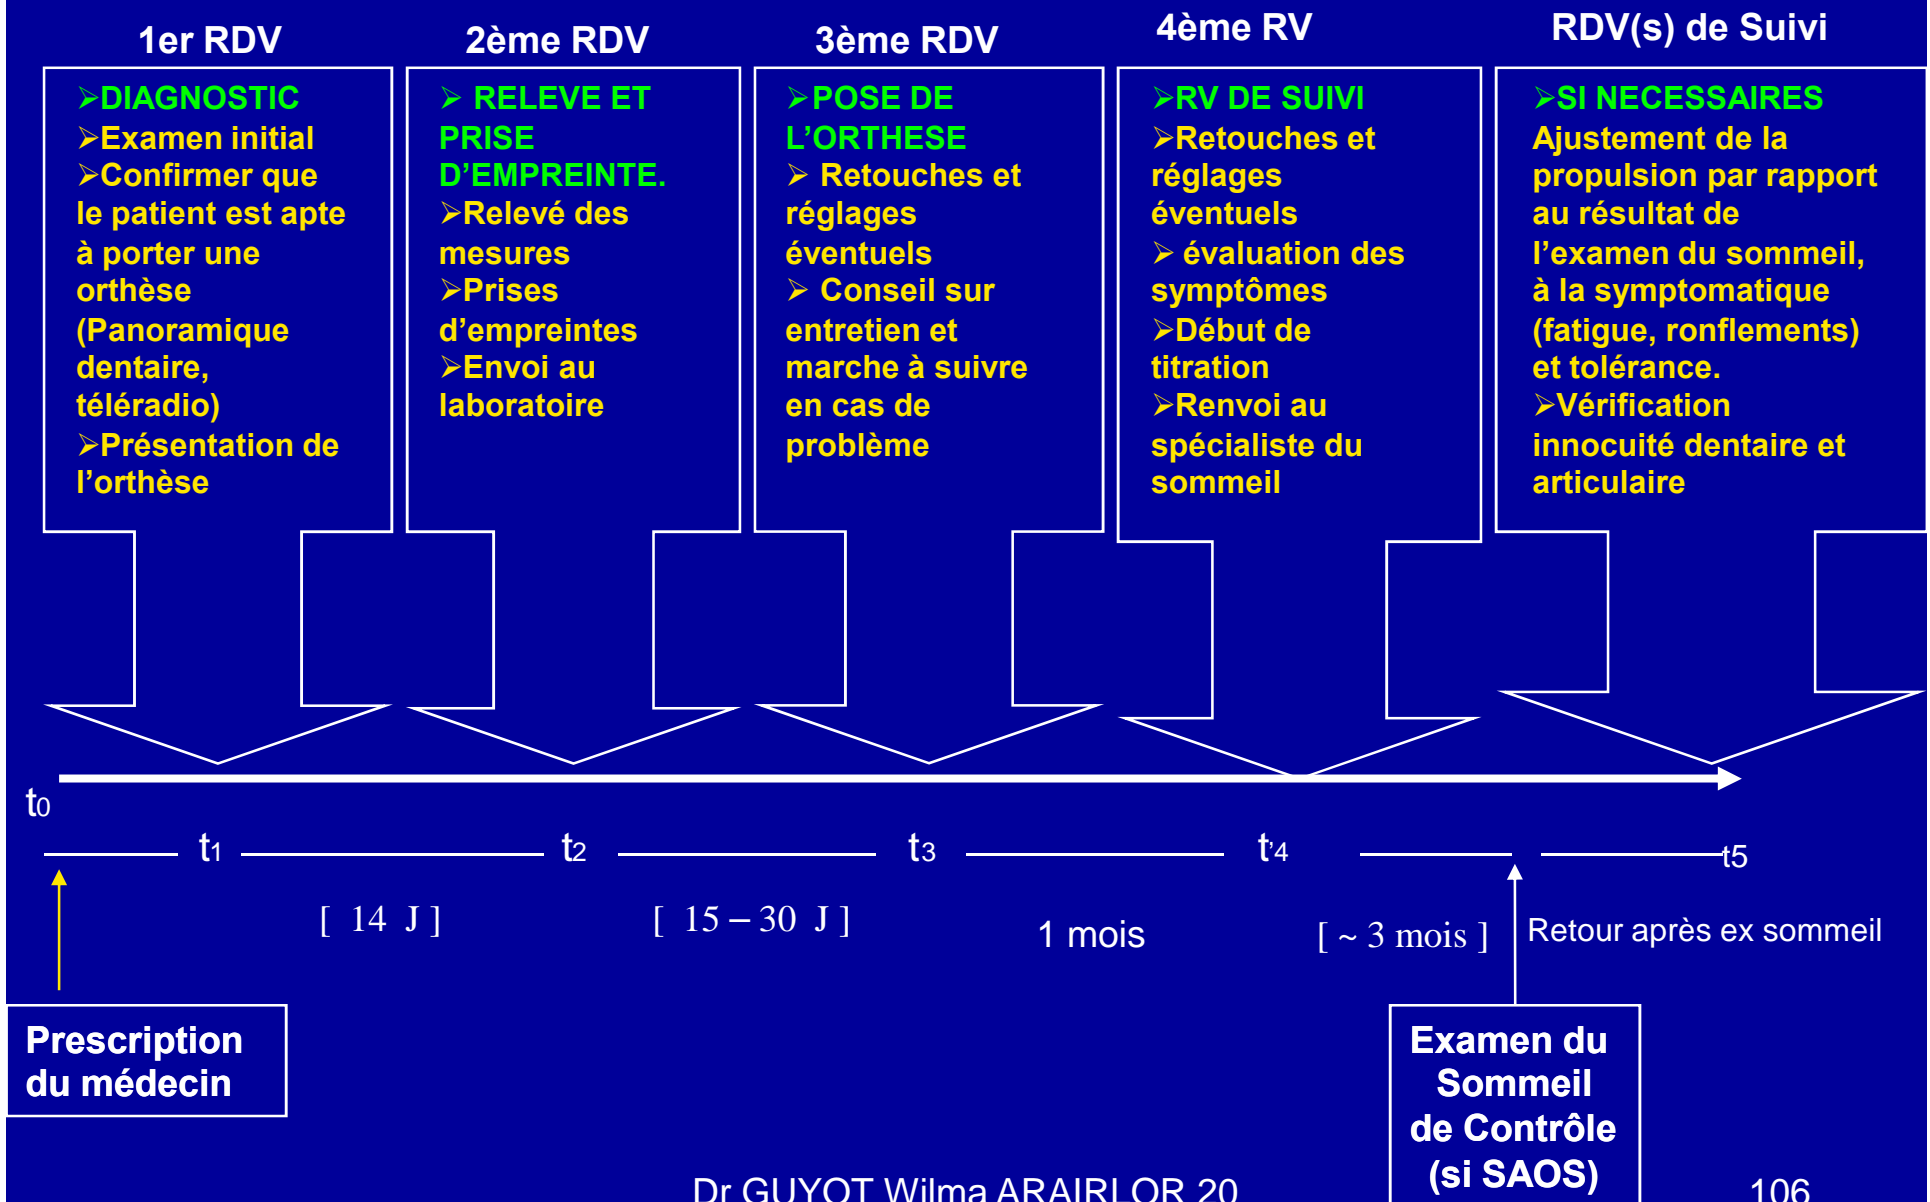 1er RDV
➢DIAGNOSTIC
➢Examen initial
➢Confirmer que
le patient est apte
à porter une
orthèse
(Panoramique
dentaire,
téléradio)
➢Présentation de
l’orthèse
2ème RDV
➢ RELEVE ET
PRISE
D’EMPREINTE.
➢Relevé des
mesures
➢Prises
d’empreintes
➢Envoi au
laboratoire
3ème RDV
➢POSE DE
L’ORTHESE
➢ Retouches et
réglages
éventuels
➢ Conseil sur
entretien et
marche à suivre
en cas de
problème
4ème RV
➢RV DE SUIVI
➢Retouches et
réglages
éventuels
➢ évaluation des
symptômes
➢Début de
titration
➢Renvoi au
spécialiste du
sommeil
RDV(s) de Suivi
➢SI NECESSAIRES
Ajustement de la
propulsion par rapport
au résultat de
l’examen du sommeil,
à la symptomatique
(fatigue, ronflements)
et tolérance.
➢Vérification
innocuité dentaire et
articulaire
t0
t1 t2 t3 t’4 t5
[ 14 J ] [ 15 – 30 J ] 1 mois [ ~ 3 mois ] Retour après ex sommeil
Prescription
du médecin
Examen du
Sommeil
de Contrôle
(si SAOS)
Dr GUYOT Wilma ARAIRLOR 20 106